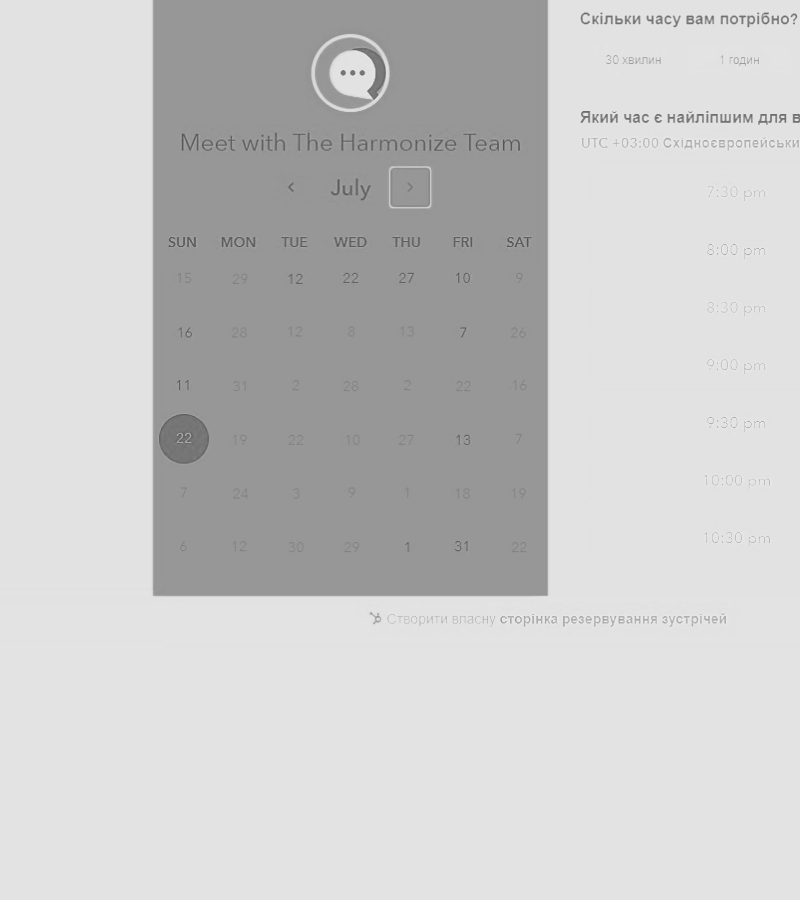 Meet with The Harmonize Team
July
SUN MON TUE WED THU FRI SAT
15 29 12 22 27 10 9
16 28 12 8 13 7 26
11 31 2 28 2 22 16
22 19 22 10 27 13 7
7 24 3 9 1 18 19
6 12 30 29 1 31 22
Скільки часу вам потрібно?
30 хвилин 1 годин
Який час є найліпшим для в
UTC +03:00 Східноєвропейськи
7:30 pm
8:00 pm
8:30 pm
9:00 pm
9:30 pm
10:00 pm
10:30 pm
Створити власну сторінка резервування зустрічей